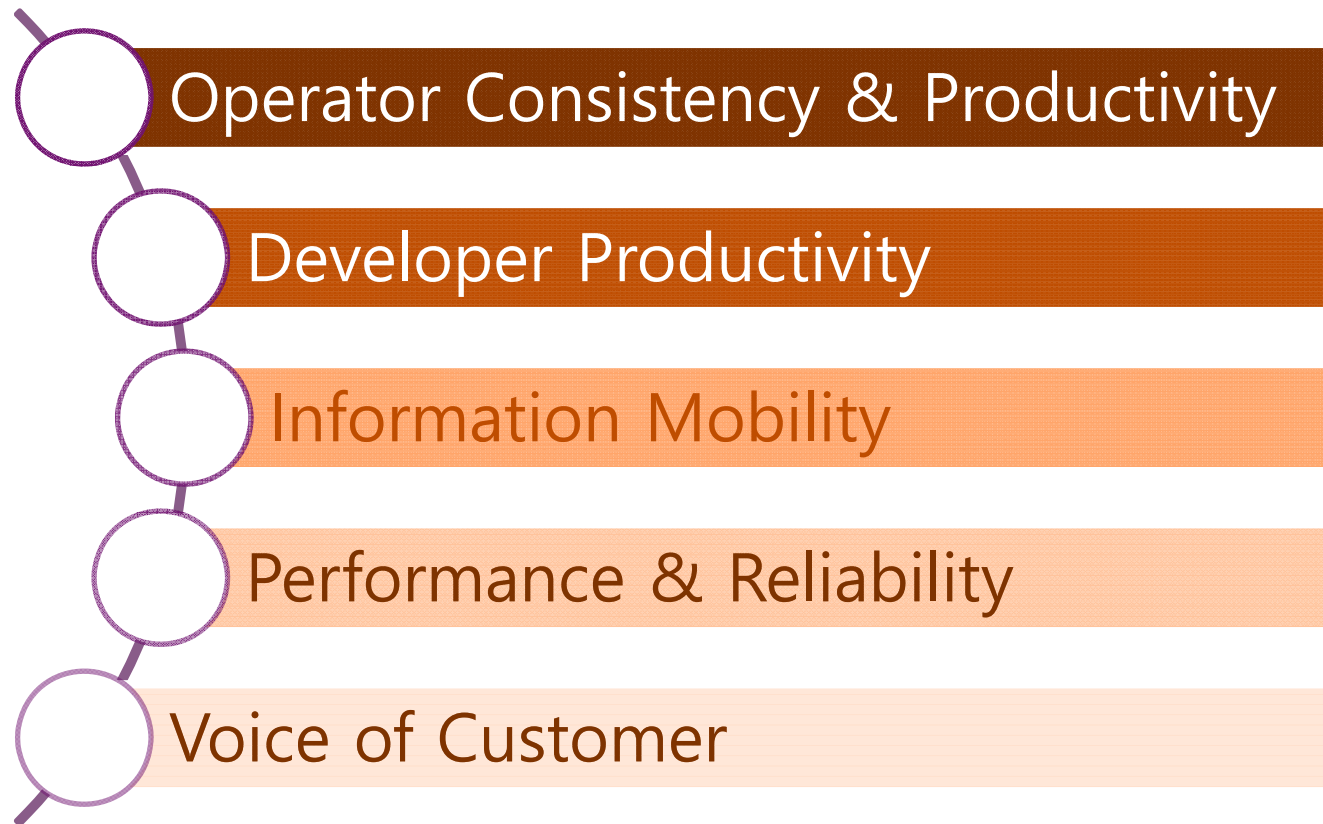 Operator Consistency & Productivity
Developer Productivity
Information Mobility
Performance & Reliability
Voice of Customer